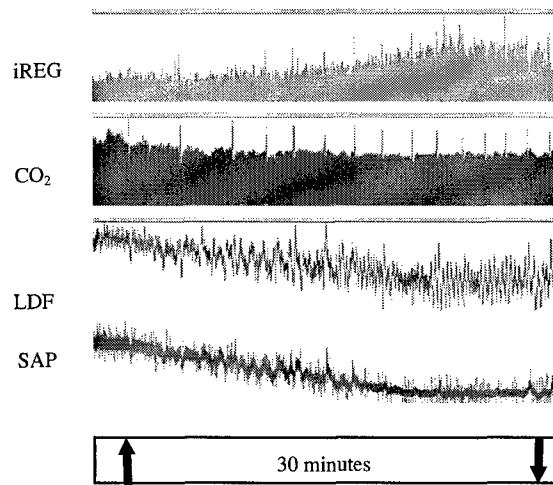 iREG
CO₂
LDF
SAP
30 minutes